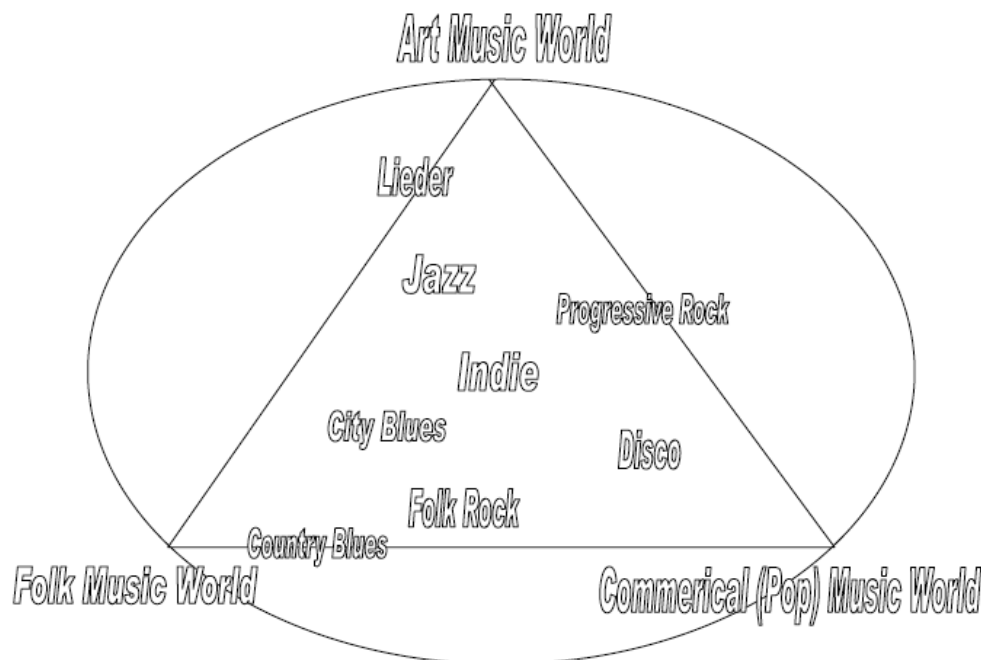 Art Music World
Lieder
Jazz
Progressive Rock
Indie
City Blues
Disco
Folk Rock
Country Blues
Folk Music World
Commerical (Pop) Music World